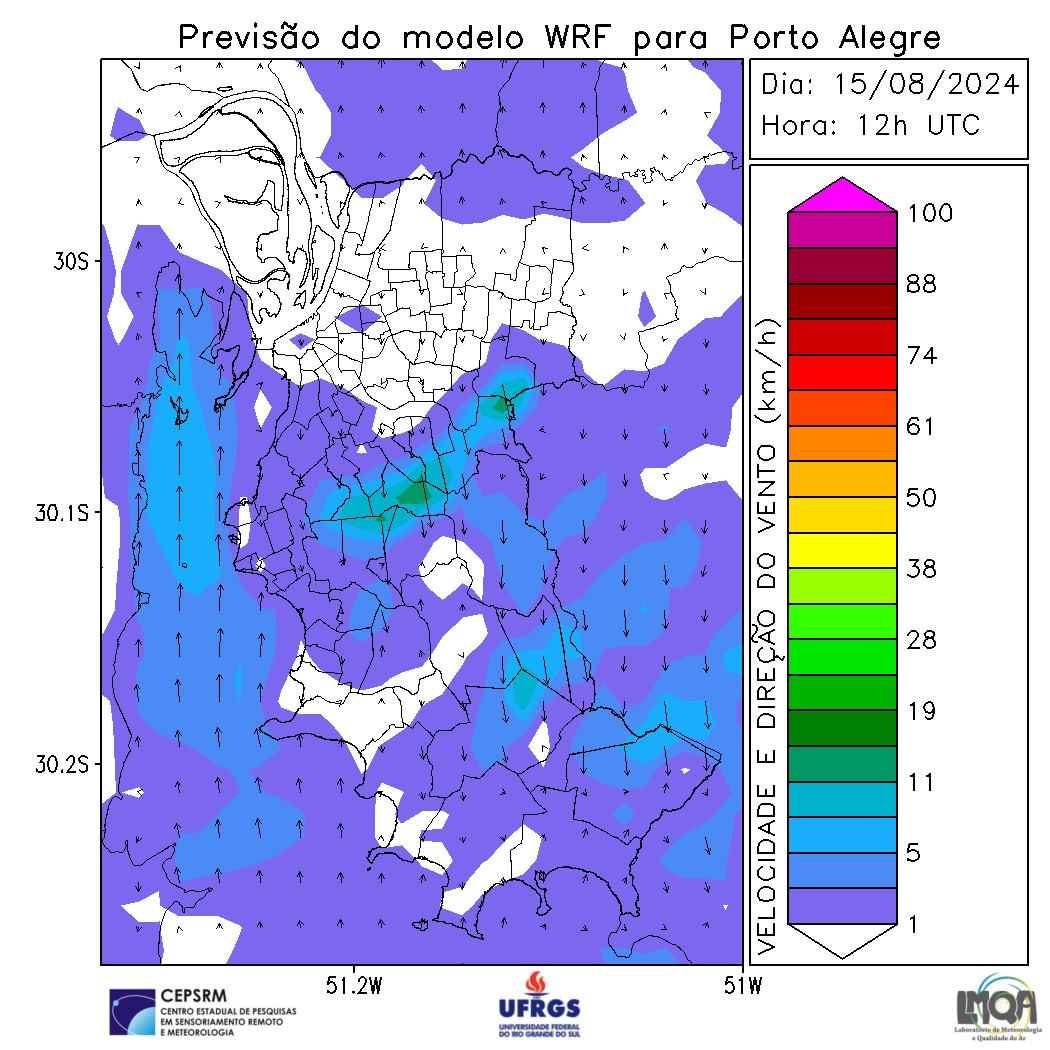 Previsão do modelo WRF para Porto Alegre
Dia: 15/08/2024
Hora: 12h UTC
30S
30.1S
30.2S
51.2W
51W
VELOCIDADE E DIREÇÃO DO VENTO (km/h)
100
88
74
61
50
38
28
19
11
5
1
CEPSRM
CENTRO ESTADUAL DE PESQUISAS
EM SENSORIAMENTO REMOTO
E METEOROLOGIA
UFRGS
UNIVERSIDADE FEDERAL
DO RIO GRANDE DO SUL
LMQA
Laboratório de Meteorologia
e Qualidade do Ar